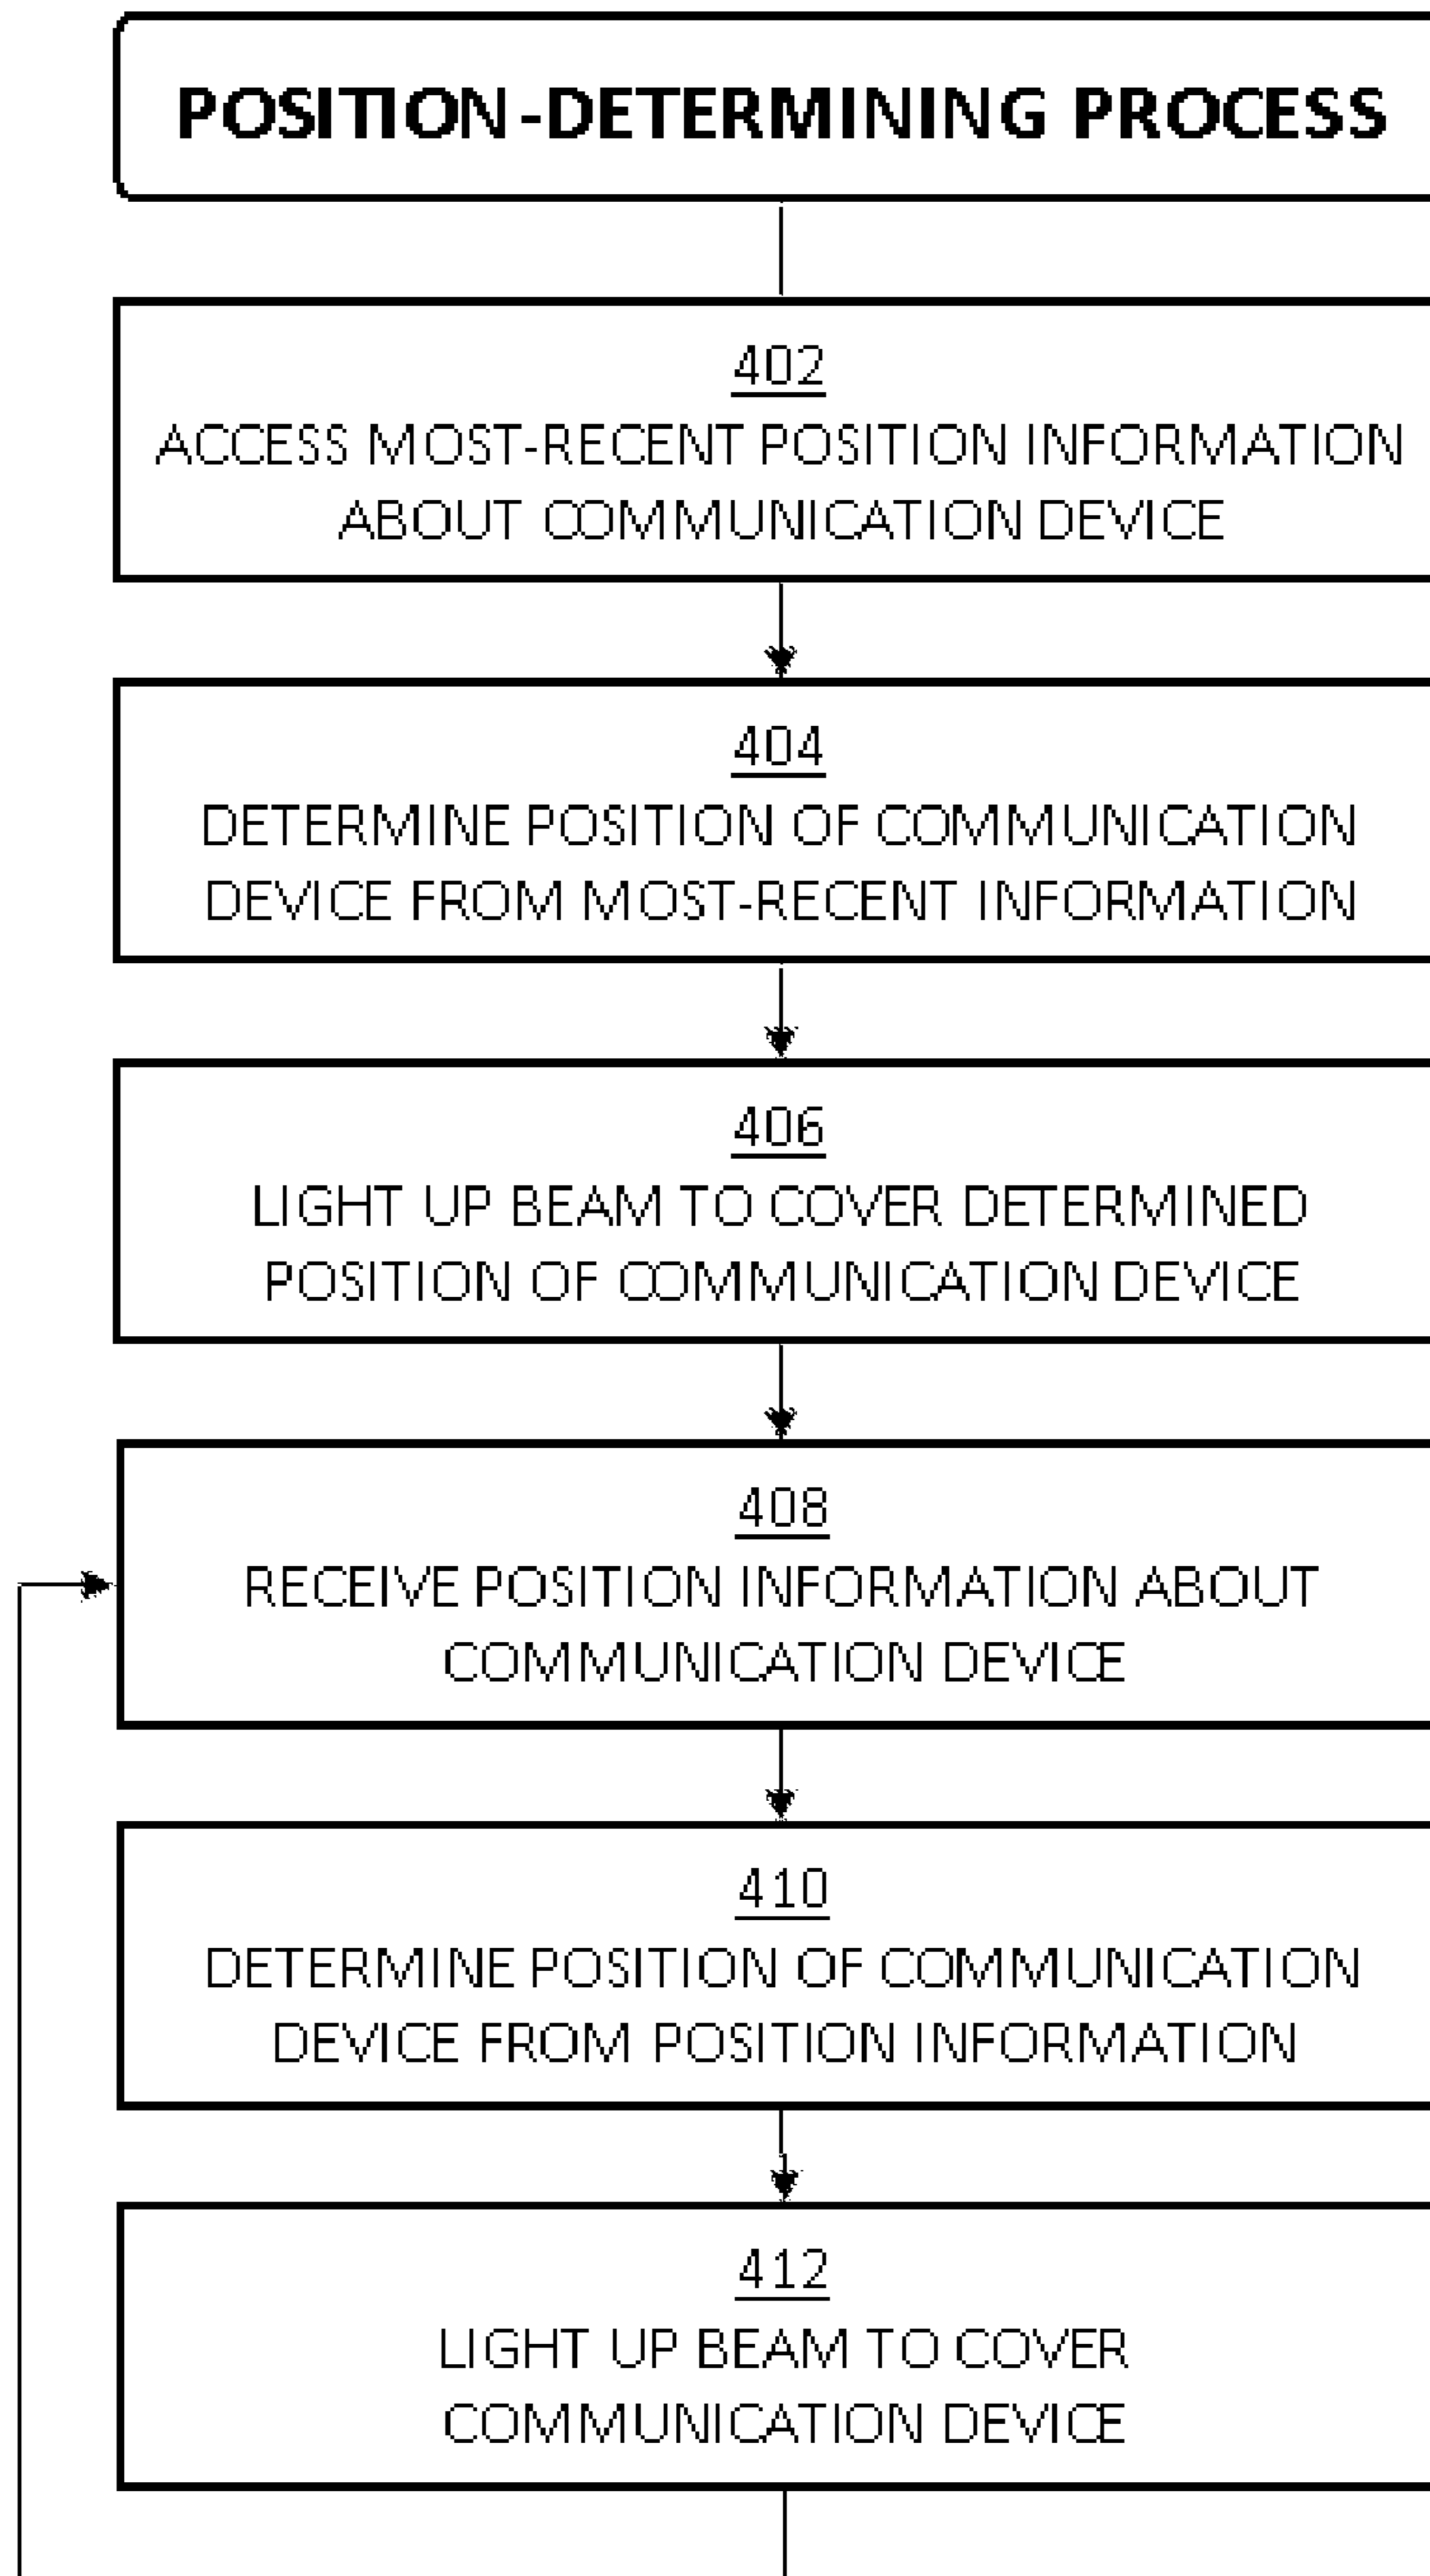 POSITION-DETERMINING PROCESS
402
ACCESS MOST-RECENT POSITION INFORMATION
ABOUT COMMUNICATION DEVICE
404
DETERMINE POSITION OF COMMUNICATION
DEVICE FROM MOST-RECENT INFORMATION
406
LIGHT UP BEAM TO COVER DETERMINED
POSITION OF COMMUNICATION DEVICE
408
RECEIVE POSITION INFORMATION ABOUT
COMMUNICATION DEVICE
410
DETERMINE POSITION OF COMMUNICATION
DEVICE FROM POSITION INFORMATION
412
LIGHT UP BEAM TO COVER
COMMUNICATION DEVICE